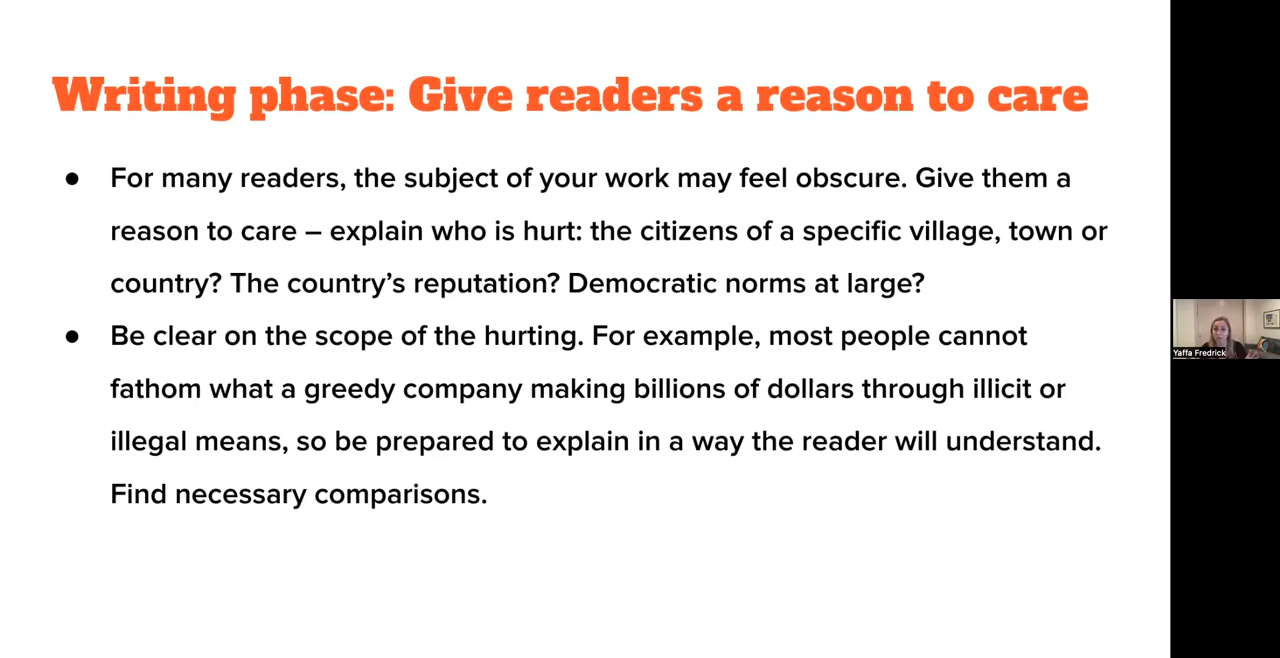 Writing phase: Give readers a reason to care
● For many readers, the subject of your work may feel obscure. Give them a
reason to care – explain who is hurt: the citizens of a specific village, town or
country? The country’s reputation? Democratic norms at large?
● Be clear on the scope of the hurting. For example, most people cannot
fathom what a greedy company making billions of dollars through illicit or
illegal means, so be prepared to explain in a way the reader will understand.
Find necessary comparisons.
Yaffa Fredrick